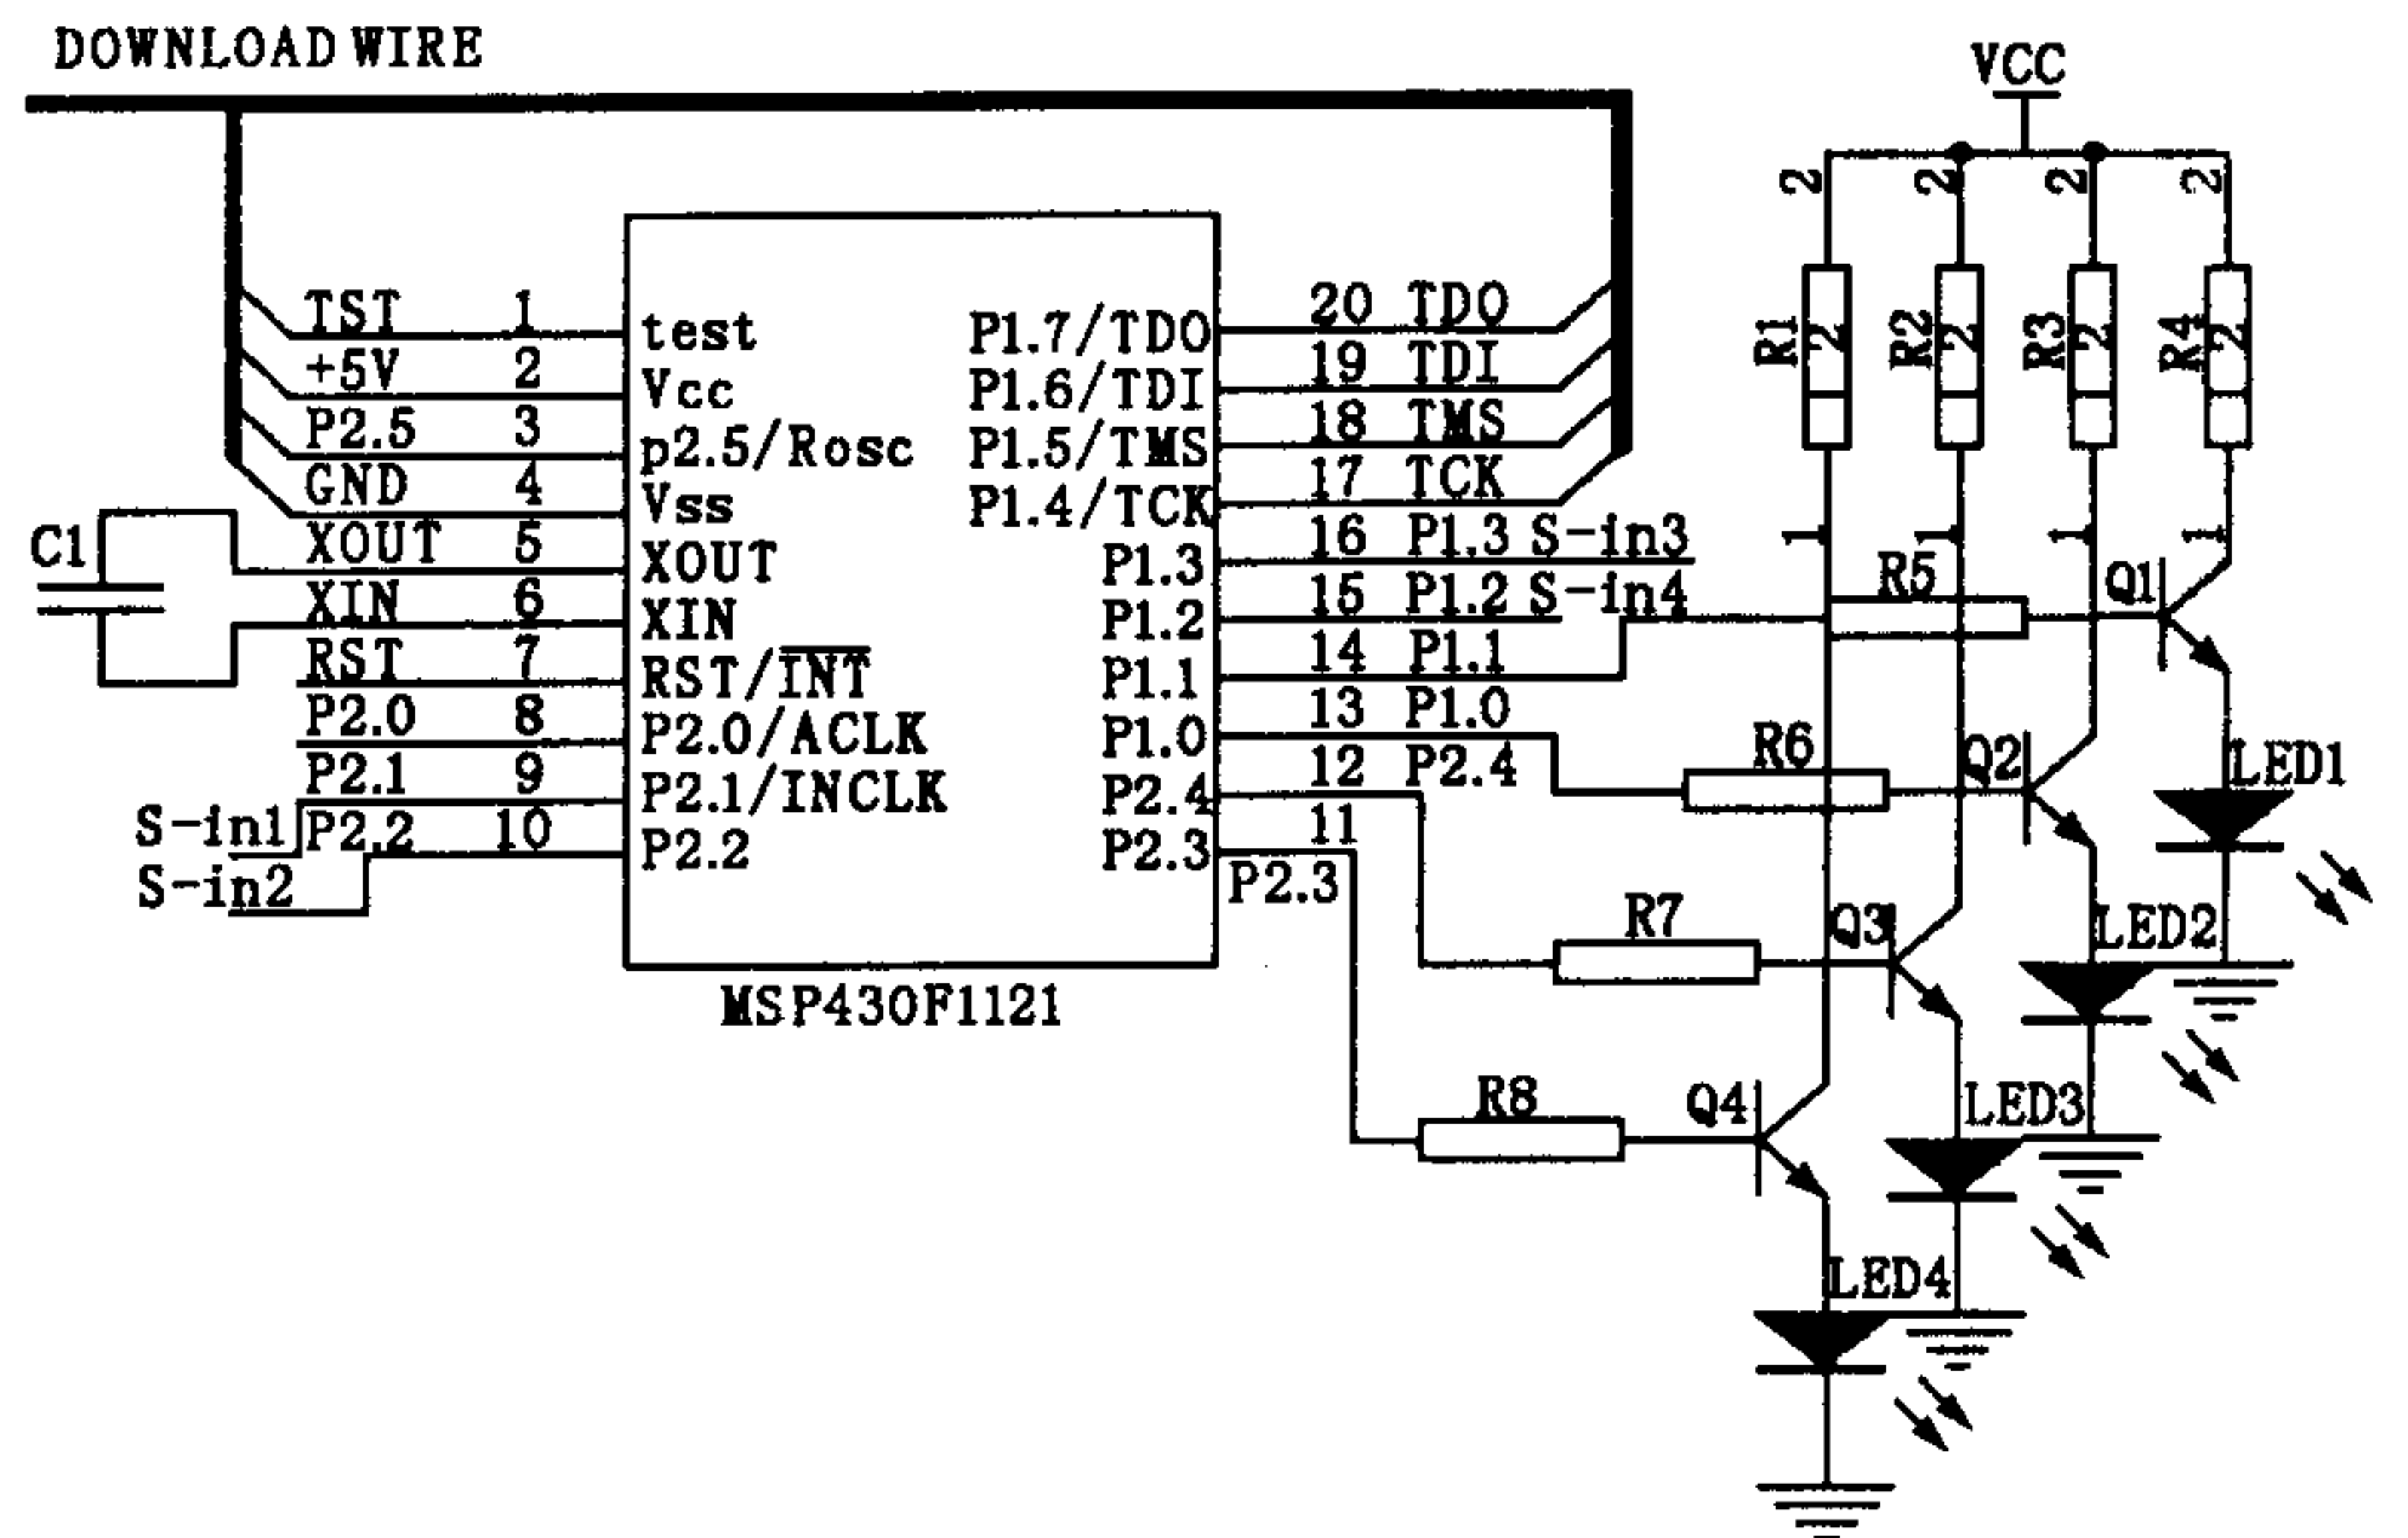 DOWNLOAD WIRE
VCC
2 2 2 2
R1 2 R2 2 R3 2 R4 2
1 1 1 1
TST 1 test
+5V 2 Vcc
P2.5 3 p2.5/Rosc
GND 4 Vss
XOUT 5 XOUT
XIN 6 XIN
RST 7 RST/INT
P2.0 8 P2.0/ACLK
P2.1 9 P2.1/INCLK
P2.2 10 P2.2
C1
S-in1
S-in2
P1.7/TDO 20 TDO
P1.6/TDI 19 TDI
P1.5/TMS 18 TMS
P1.4/TCK 17 TCK
P1.3 16 P1.3 S-in3
P1.2 15 P1.2 S-in4
P1.1 14 P1.1
P1.0 13 P1.0
P2.4 12 P2.4
P2.3 11
P2.3
MSP430F1121
R5 Q1
LED1
R6 Q2
LED2
R7 Q3
LED3
R8 Q4
LED4